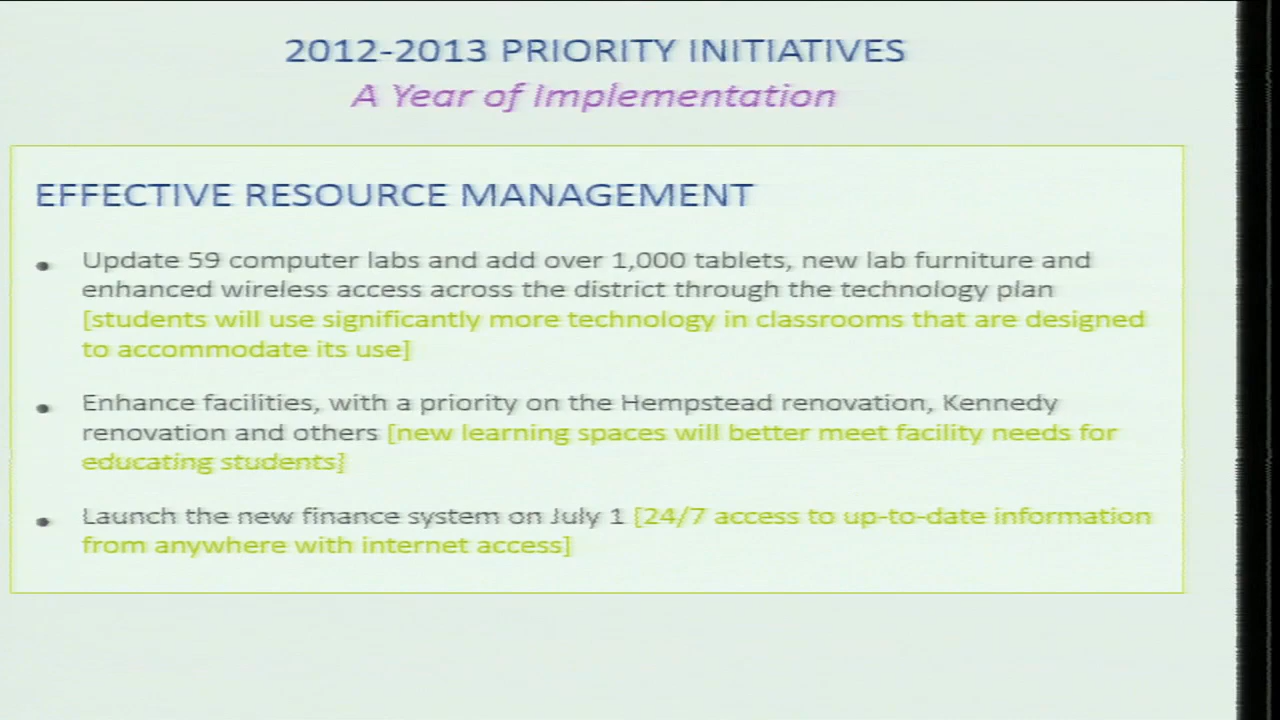 2012-2013 PRIORITY INITIATIVES
A Year of Implementation
EFFECTIVE RESOURCE MANAGEMENT
• Update 59 computer labs and add over 1,000 tablets, new lab furniture and
enhanced wireless access across the district through the technology plan
[students will use significantly more technology in classrooms that are designed
to accommodate its use]
• Enhance facilities, with a priority on the Hempstead renovation, Kennedy
renovation and others [new learning spaces will better meet facility needs for
educating students]
• Launch the new finance system on July 1 [24/7 access to up-to-date information
from anywhere with internet access]